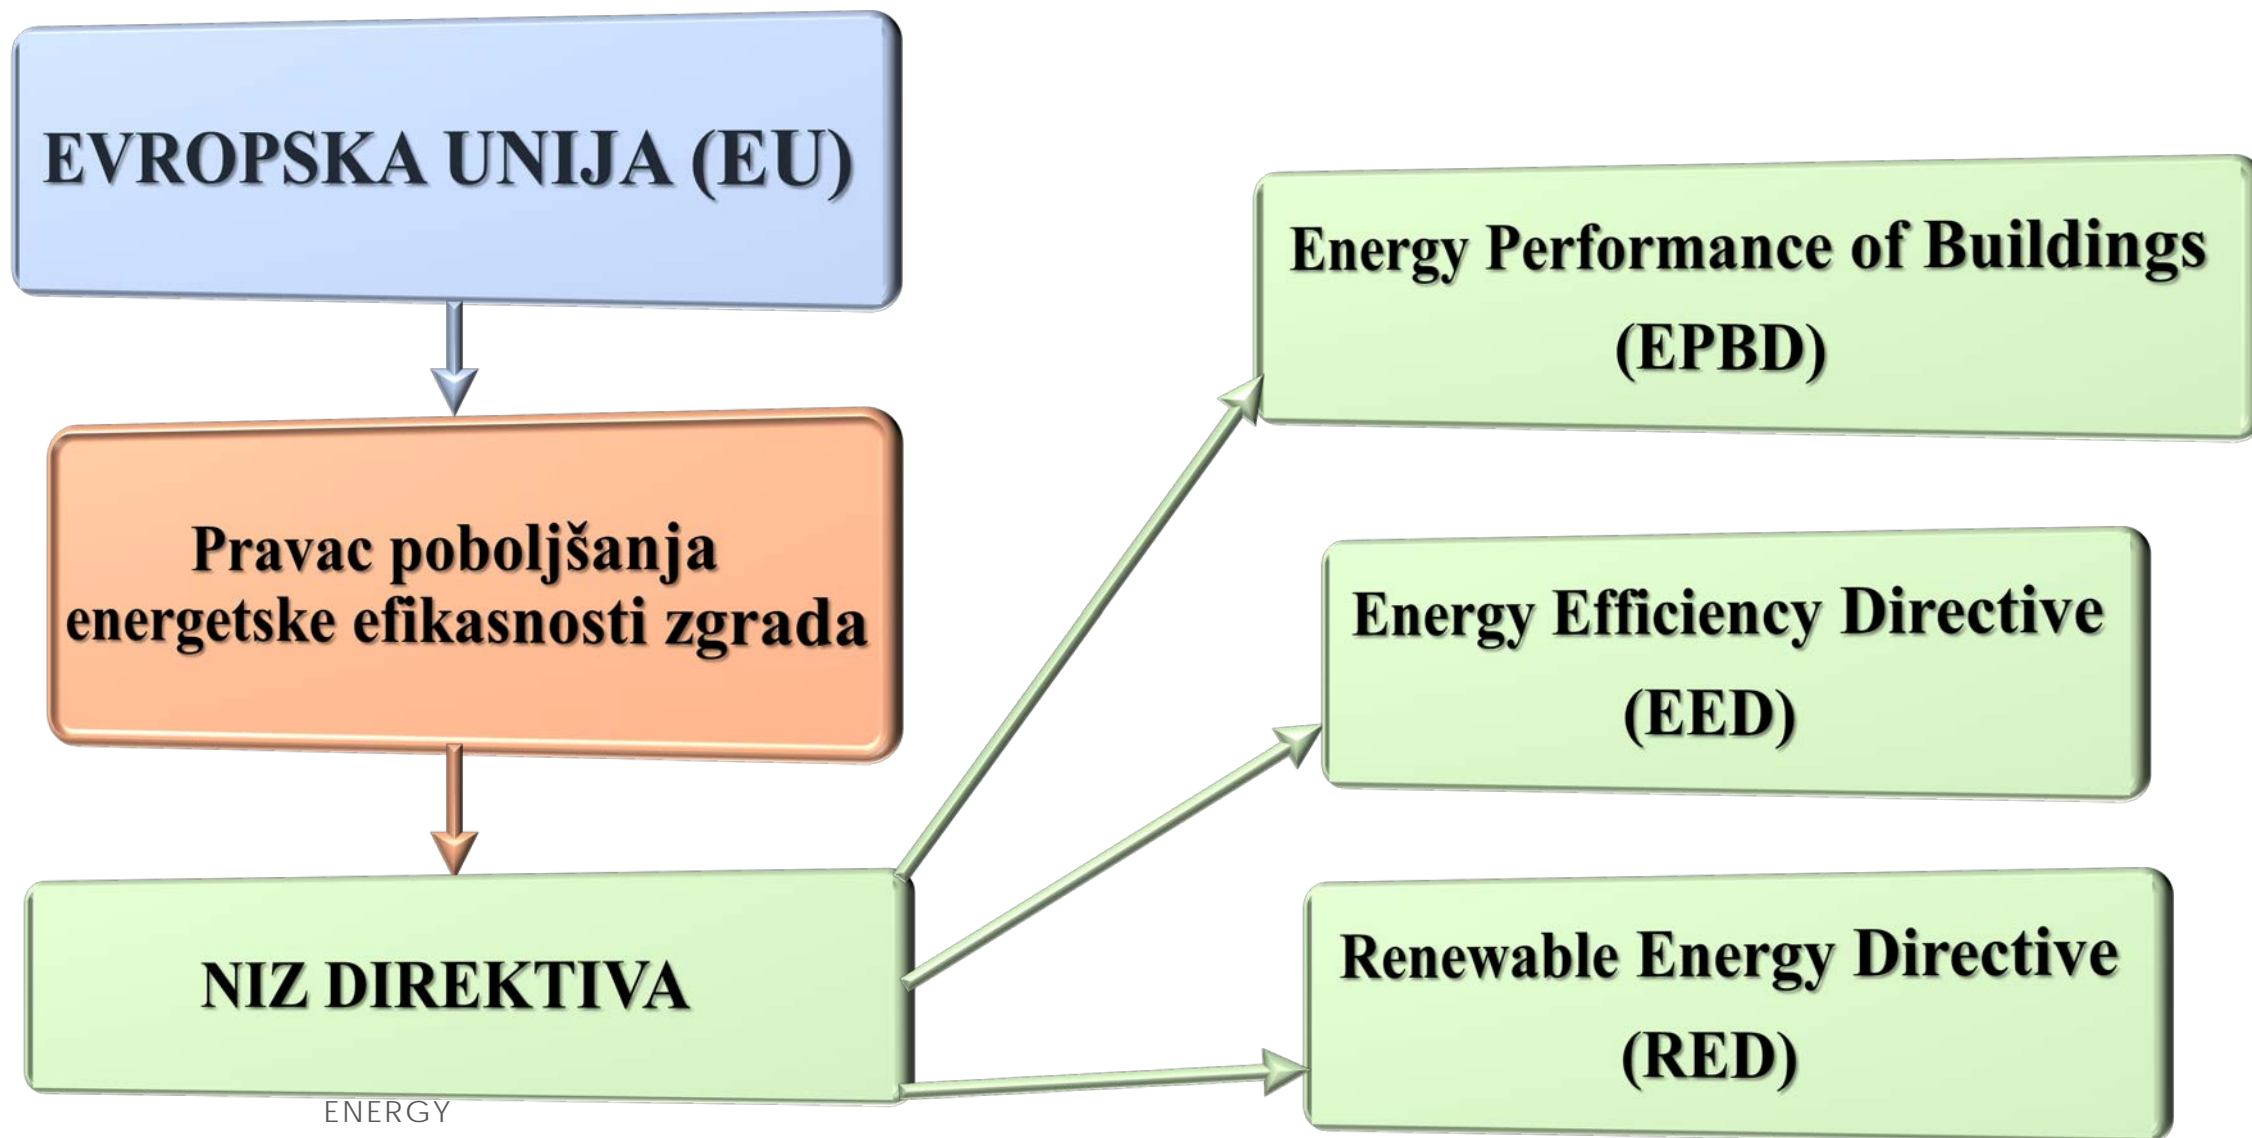 EVROPSKA UNIJA (EU)
Pravac poboljšanja
energetske efikasnosti zgrada
NIZ DIREKTIVA
ENERGY
Energy Performance of Buildings
(EPBD)
Energy Efficiency Directive
(EED)
Renewable Energy Directive
(RED)